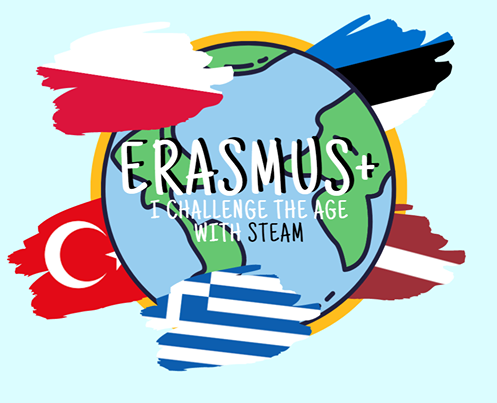 ERASMUS+
I CHALLENGE THE AGE
WITH STEAM